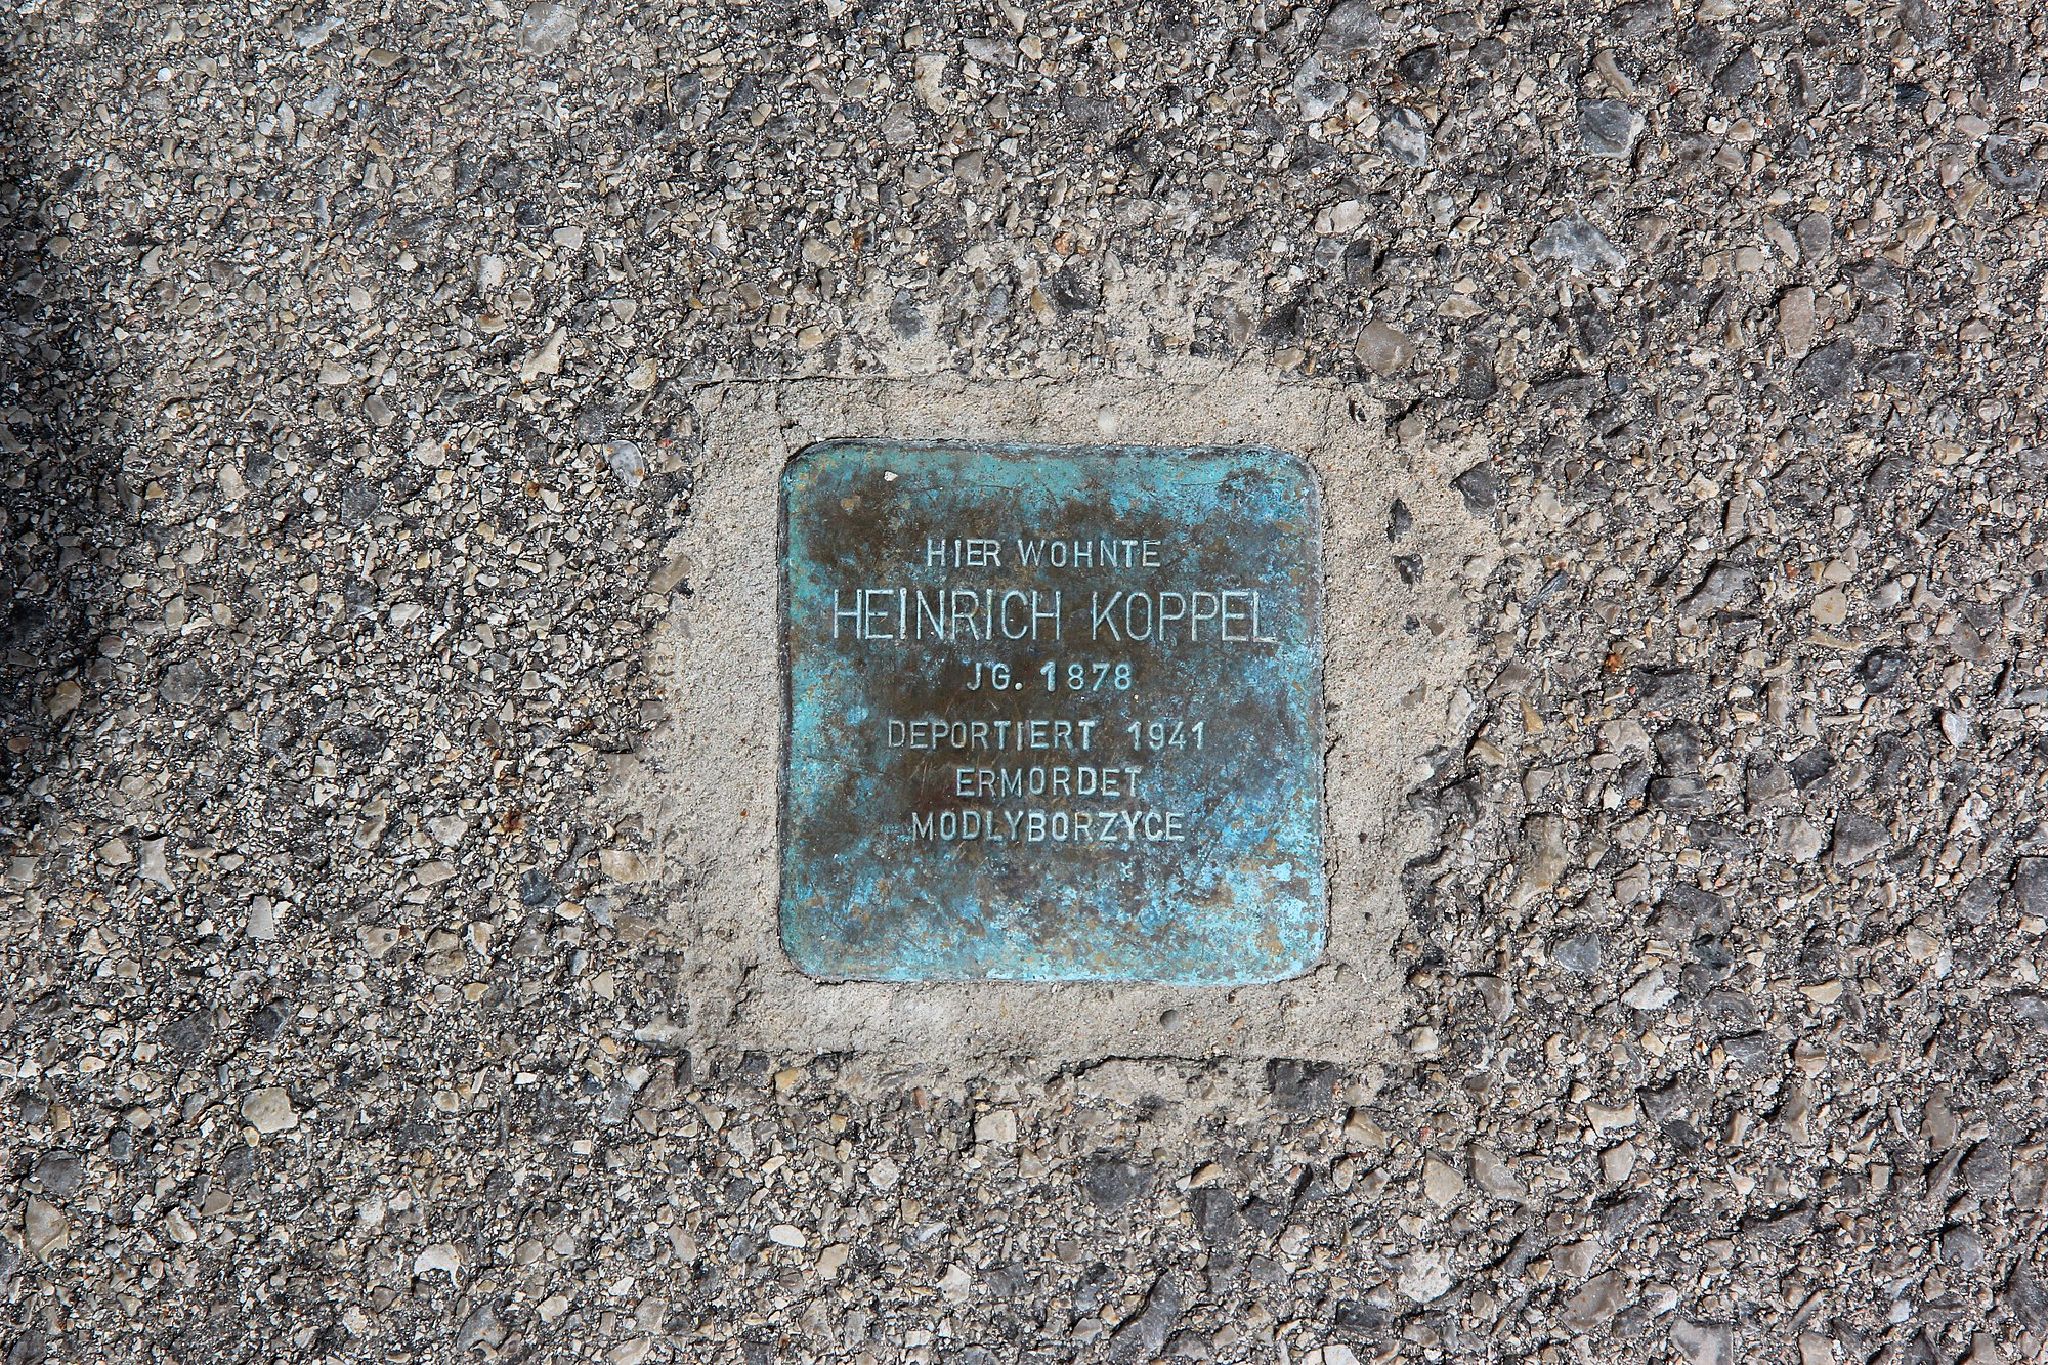 HIER WOHNTE
HEINRICH KOPPEL
JG. 1878
DEPORTIERT 1941
ERMORDET
MODLYBORZYCE